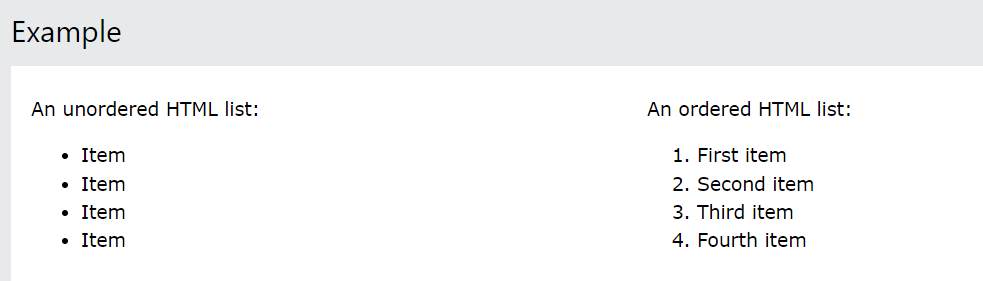 Example
An unordered HTML list:
• Item
• Item
• Item
• Item
An ordered HTML list:
1. First item
2. Second item
3. Third item
4. Fourth item